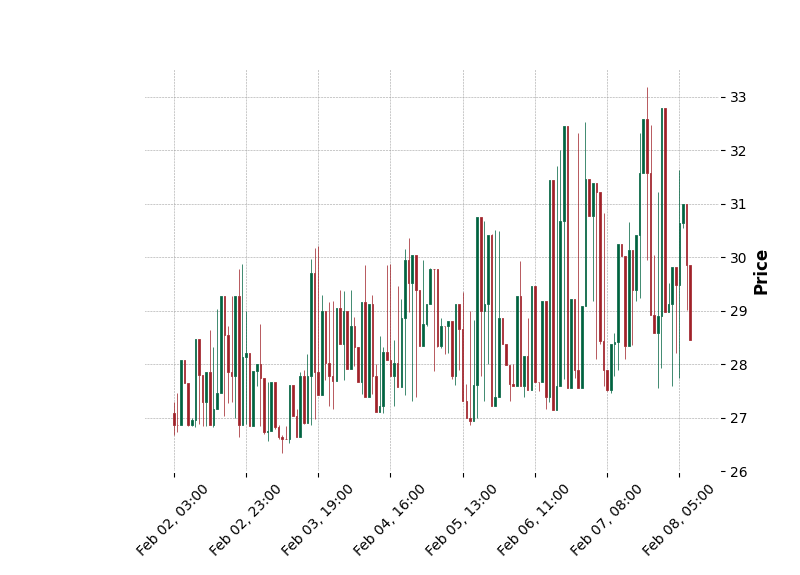 33
32
31
30
29
28
27
26
Price
Feb 02, 03:00
Feb 02, 23:00
Feb 03, 19:00
Feb 04, 16:00
Feb 05, 13:00
Feb 06, 11:00
Feb 07, 08:00
Feb 08, 05:00